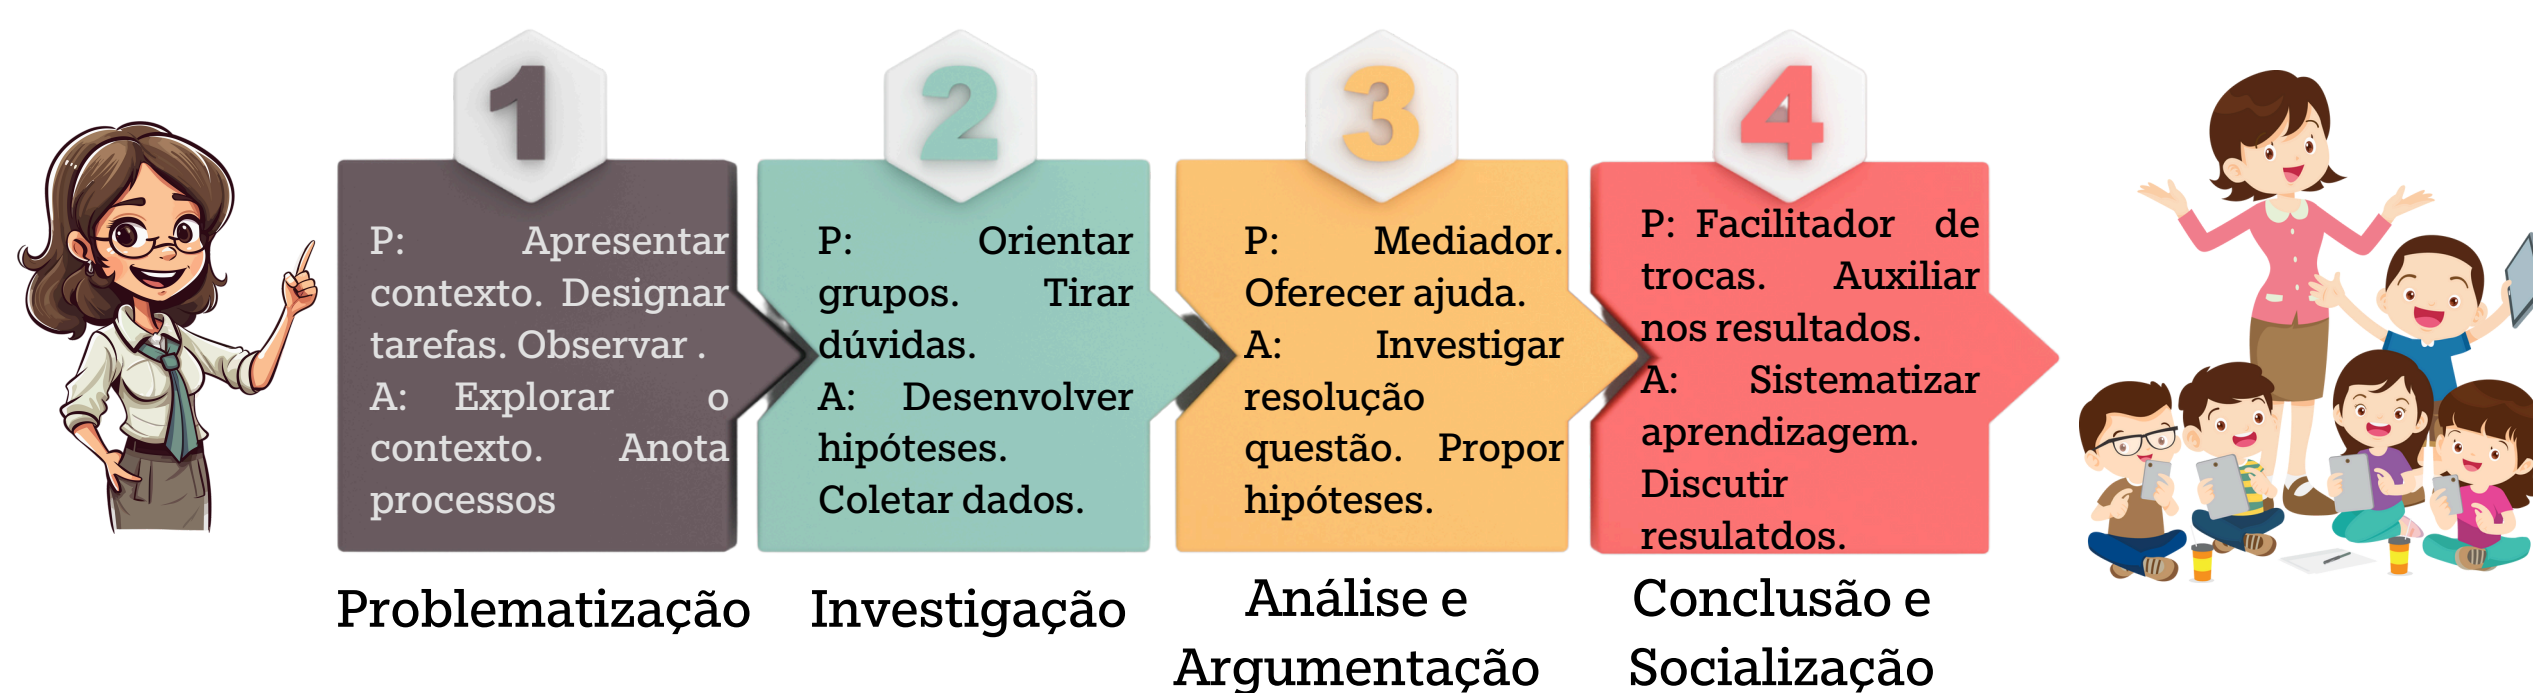 1
P: Apresentar
contexto. Designar
tarefas. Observar .
A: Explorar o
contexto. Anota
processos
Problematização
2
P: Orientar
grupos. Tirar
dúvidas.
A: Desenvolver
hipóteses.
Coletar dados.
Investigação
3
P: Mediador.
Oferecer ajuda.
A: Investigar
resolução
questão. Propor
hipóteses.
Análise e
Argumentação
4
P: Facilitador de
trocas. Auxiliar
nos resultados.
A: Sistematizar
aprendizagem.
Discutir
resulatdos.
Conclusão e
Socialização